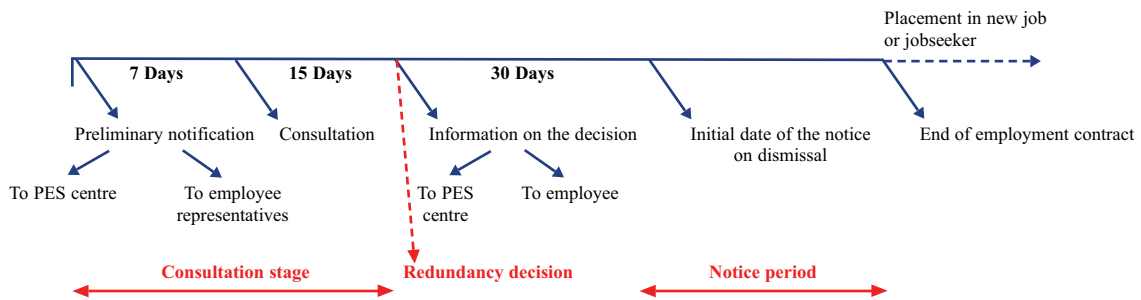 Placement in new job
or jobseeker
7 Days
15 Days
30 Days
Preliminary notification
Consultation
Information on the decision
Initial date of the notice
on dismissal
End of employment contract
To PES centre
To employee
representatives
To PES
centre
To employee
Consultation stage
Redundancy decision
Notice period